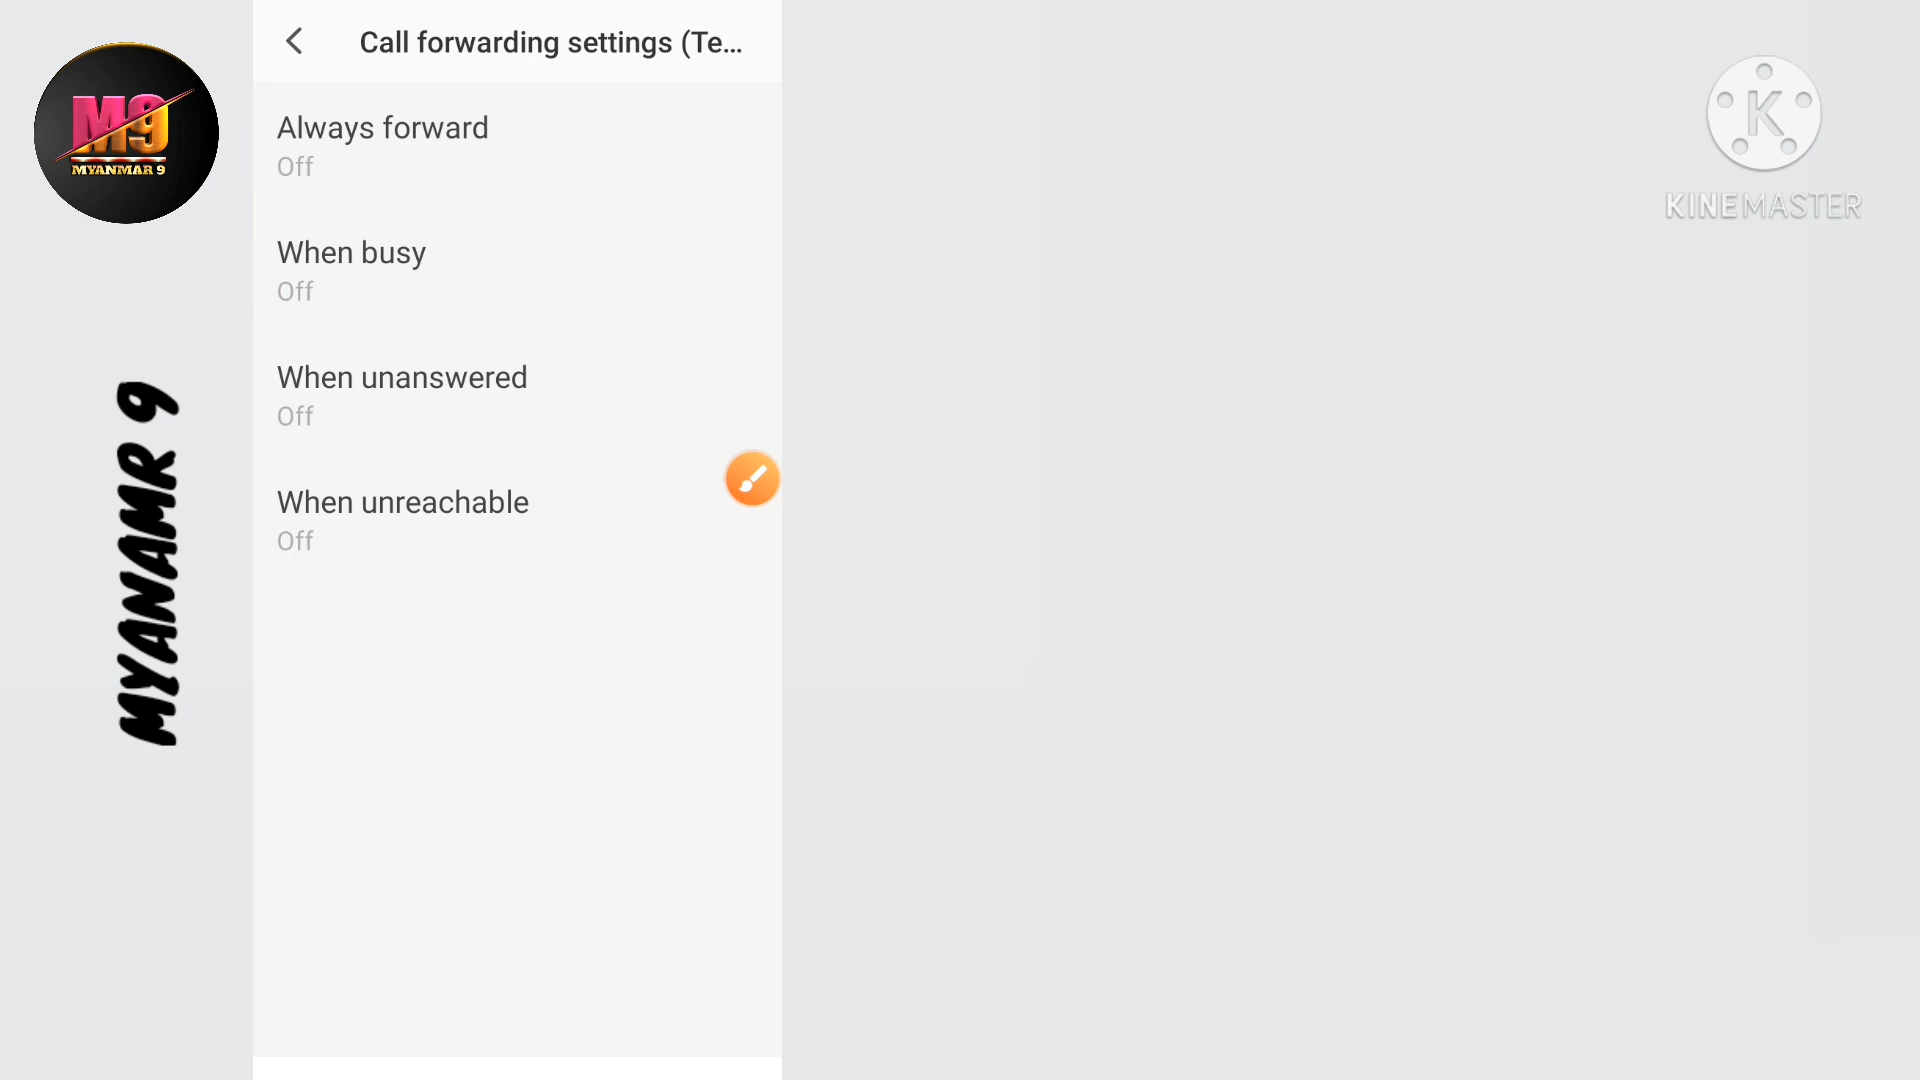 Call forwarding settings (Te...
Always forward
Off
When busy
Off
When unanswered
Off
When unreachable
Off
M9
MYANMAR 9
MYANAMR 9
K
KINEMASTER